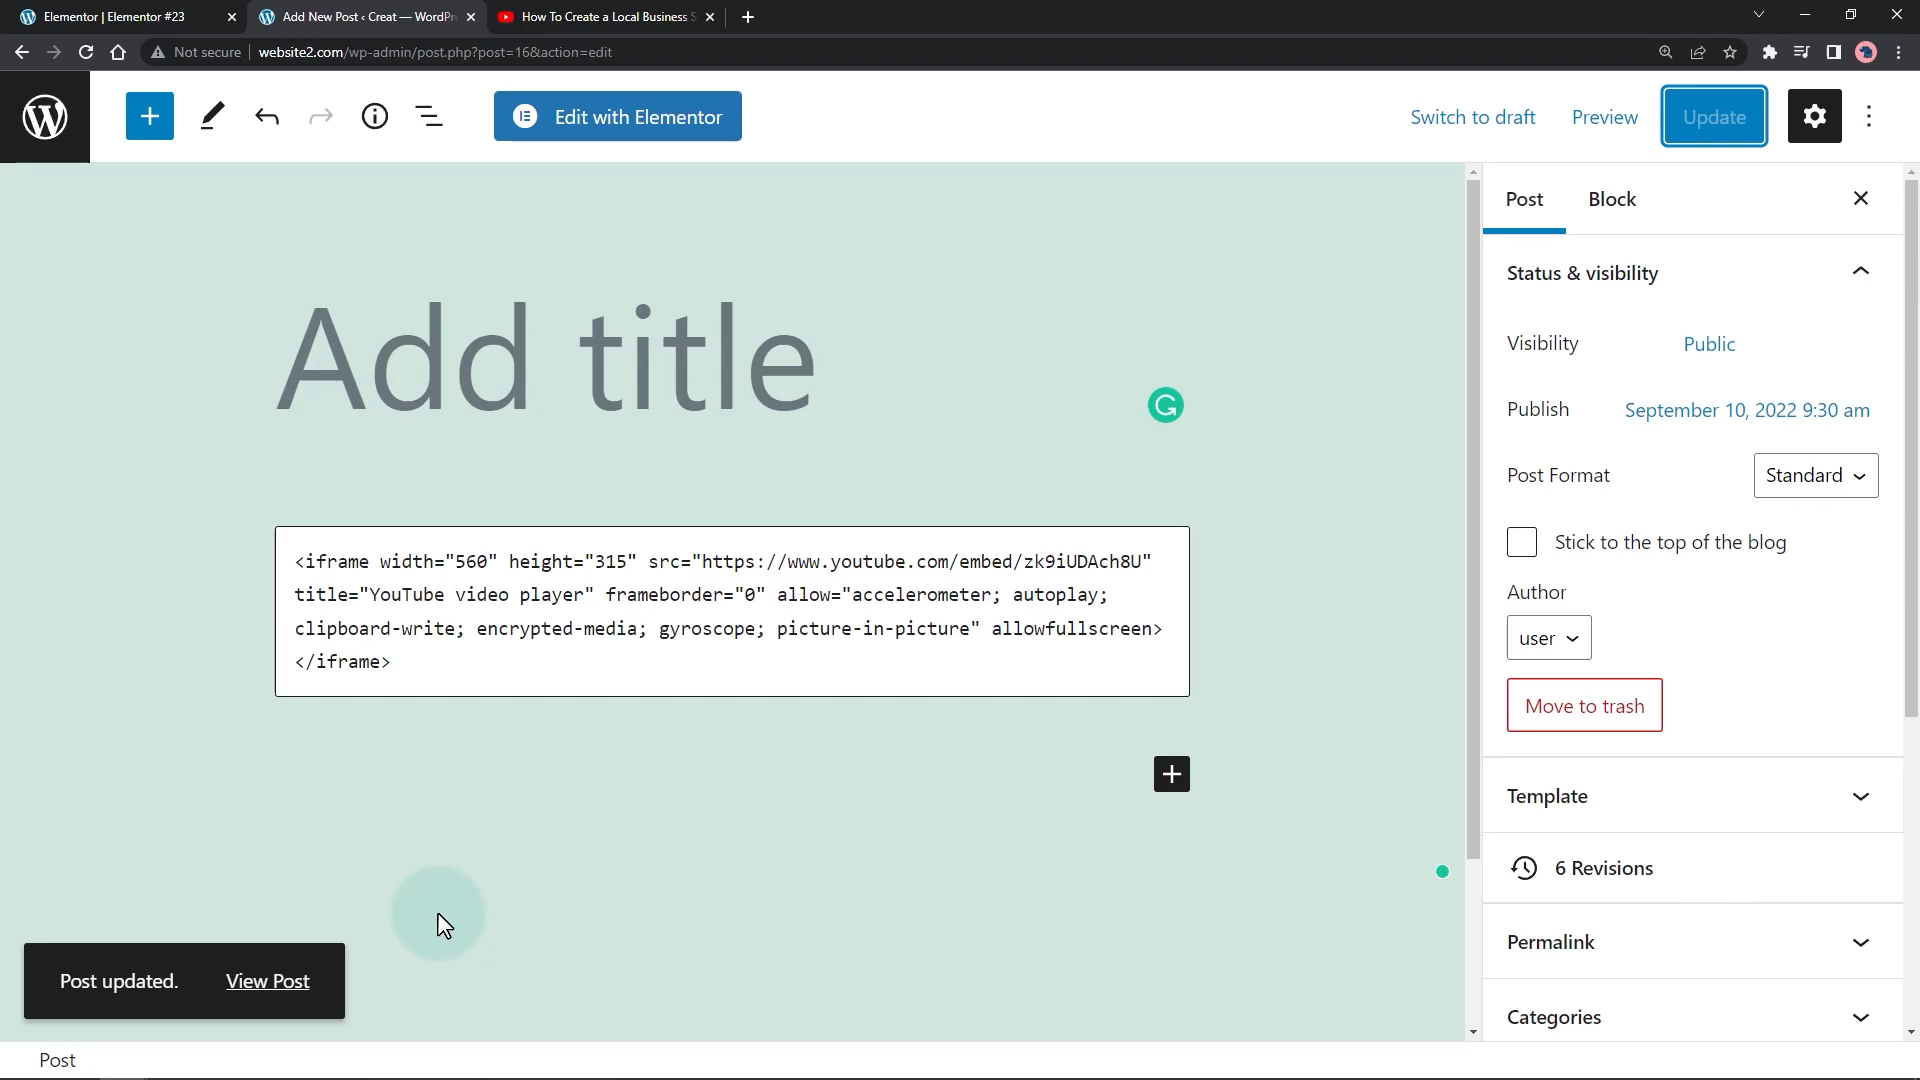 Elementor | Elementor #23
Add New Post ‹ Creat — WordPr
How To Create a Local Business S
Not secure
website2.com/wp-admin/post.php?post=16&action=edit
Edit with Elementor
Switch to draft
Preview
Update
Post
Block
Status & visibility
Add title
Visibility
Public
Publish
September 10, 2022 9:30 am
Post Format
Standard
<iframe width="560" height="315" src="https://www.youtube.com/embed/zk9iUDAch8U"
title="YouTube video player" frameborder="0" allow="accelerometer; autoplay;
clipboard-write; encrypted-media; gyroscope; picture-in-picture" allowfullscreen>
</iframe>
Stick to the top of the blog
Author
user
Move to trash
Template
6 Revisions
Permalink
Categories
Post updated.
View Post
Post